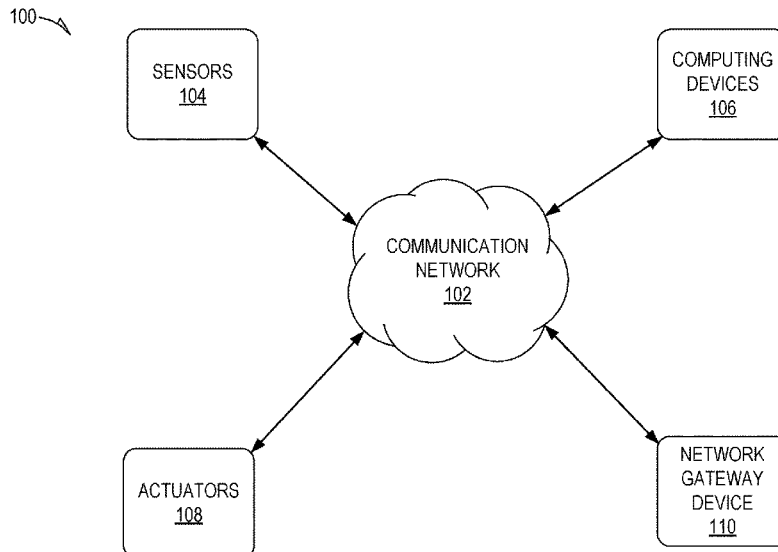 100
SENSORS
104
COMPUTING
DEVICES
106
COMMUNICATION
NETWORK
102
ACTUATORS
108
NETWORK
GATEWAY
DEVICE
110